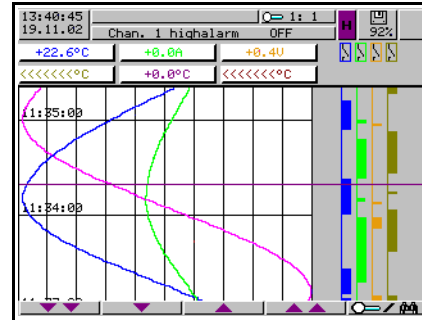 13:40:45 1: 1
19.11.02 Chan. 1 highalarm OFF H 92%
+22.6°C +0.0A +0.4V
<<<<<<<°C +0.0°C <<<<<<<°C
11:35:00
11:34:00